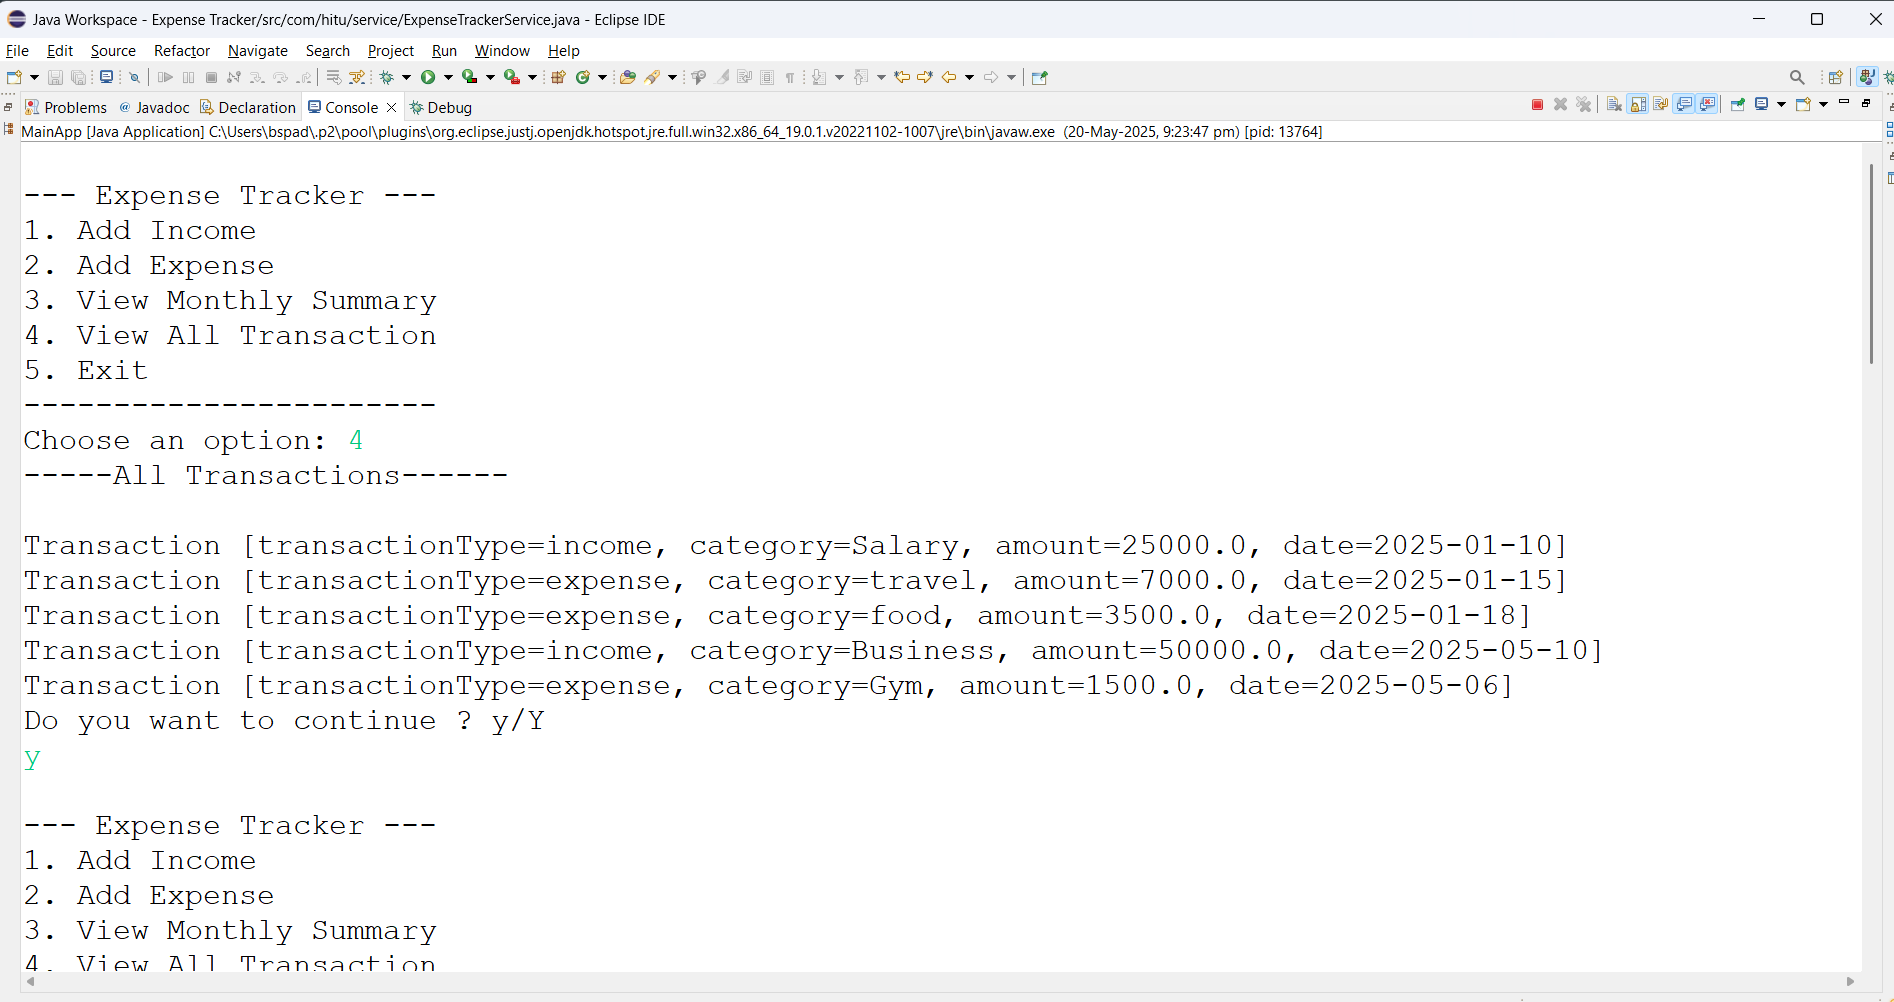 Java Workspace - Expense Tracker/src/com/hitu/service/ExpenseTrackerService.java - Eclipse IDE
File Edit Source Refactor Navigate Search Project Run Window Help
Problems @ Javadoc Declaration Console Debug
MainApp [Java Application] C:\Users\bspad\.p2\pool\plugins\org.eclipse.justj.openjdk.hotspot.jre.full.win32.x86_64_19.0.1.v20221102-1007\jre\bin\javaw.exe (20-May-2025, 9:23:47 pm) [pid: 13764]
--- Expense Tracker ---
1. Add Income
2. Add Expense
3. View Monthly Summary
4. View All Transaction
5. Exit
-----------------------
Choose an option: 4
-----All Transactions------
Transaction [transactionType=income, category=Salary, amount=25000.0, date=2025-01-10]
Transaction [transactionType=expense, category=travel, amount=7000.0, date=2025-01-15]
Transaction [transactionType=expense, category=food, amount=3500.0, date=2025-01-18]
Transaction [transactionType=income, category=Business, amount=50000.0, date=2025-05-10]
Transaction [transactionType=expense, category=Gym, amount=1500.0, date=2025-05-06]
Do you want to continue ? y/Y
y
--- Expense Tracker ---
1. Add Income
2. Add Expense
3. View Monthly Summary
4. View All Transaction